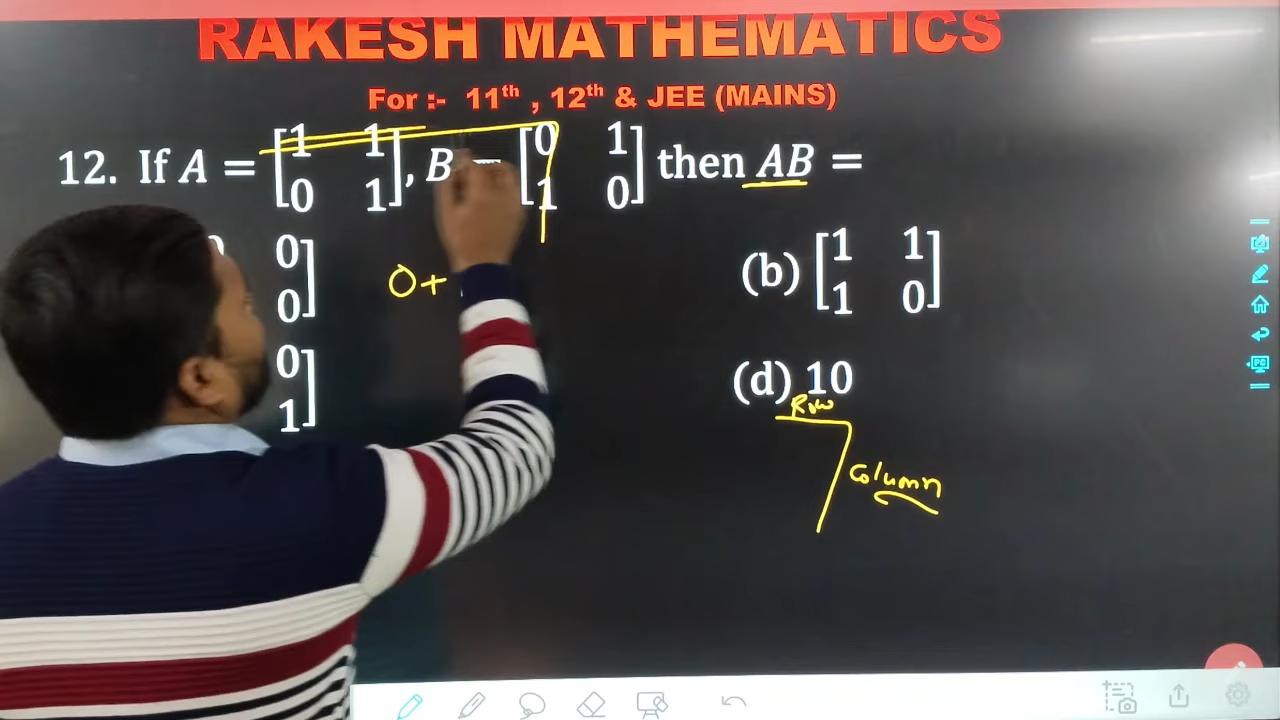 RAKESH MATHEMATICS
For :- 11th , 12th & JEE (MAINS)
12. If A = [1 1
0 1], B = [0 1
1 0] then AB =
0
0]
0+
(b) [1 1
1 0]
0
1]
(d) 10
Row
Column